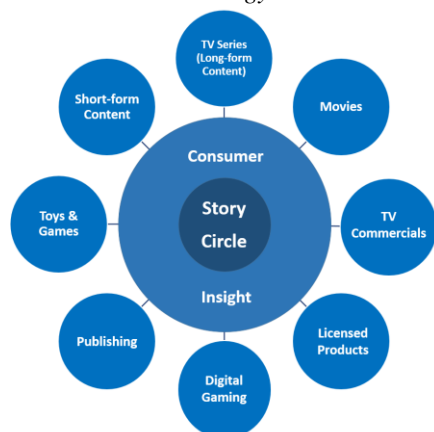 TV Series
(Long-form
Content)
Short-form
Content
Movies
Consumer
Story
Circle
Toys &
Games
TV
Commercials
Insight
Publishing
Licensed
Products
Digital
Gaming